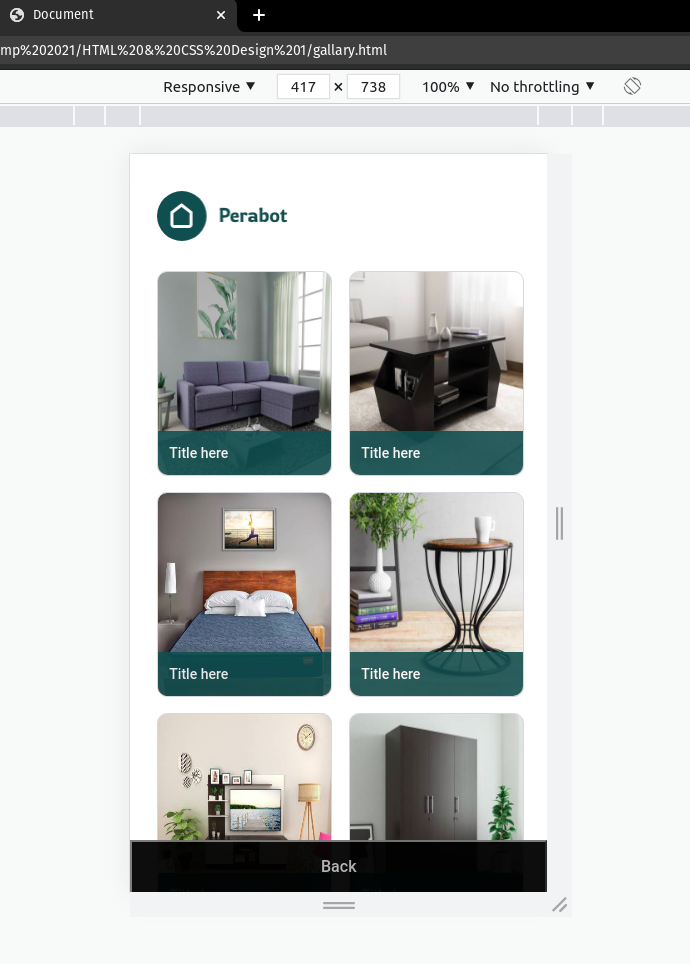 Document
mp%202021/HTML%20&%20CSS%20Design%201/gallary.html
Responsive 417 × 738 100% No throttling
Perabot
Title here Title here
Title here Title here
Back